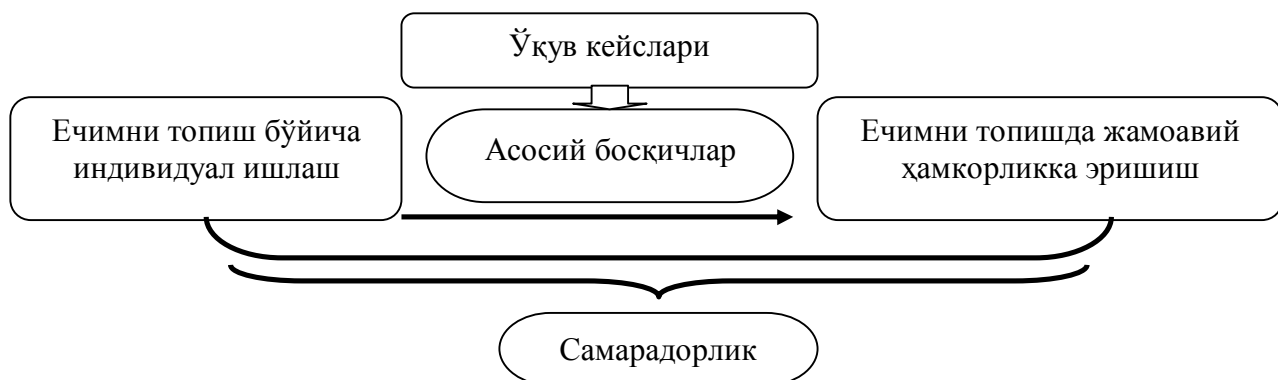 Ўқув кейслари
Ечимни топиш бўйича
индивидуал ишлаш
Асосий босқичлар
Ечимни топишда жамоавий
ҳамкорликка эришиш
Самарадорлик